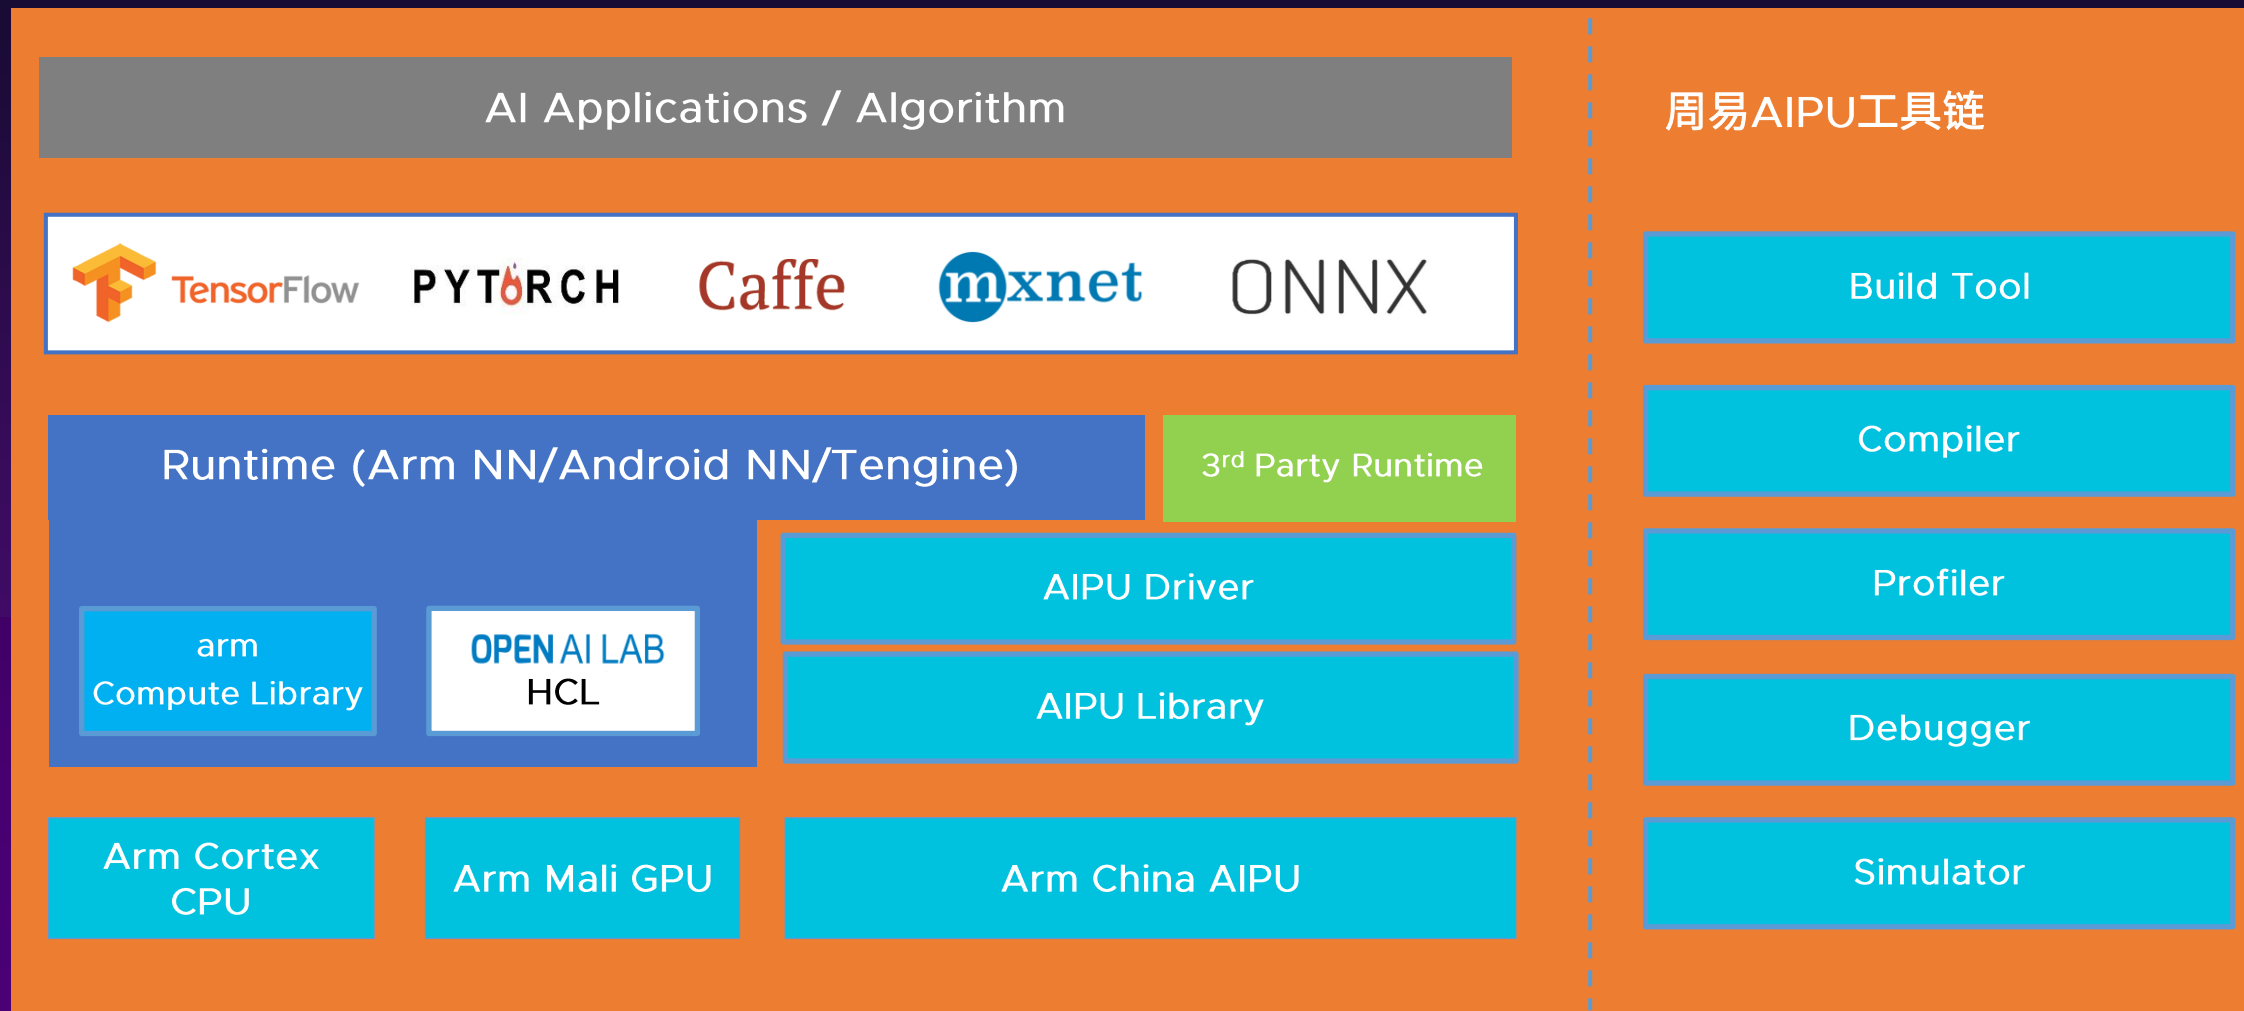 AI Applications / Algorithm
TensorFlow
PYTORCH
Caffe
mxnet
ONNX
Runtime (Arm NN/Android NN/Tengine)
3rd Party Runtime
AIPU Driver
arm
Compute Library
OPEN AI LAB
HCL
AIPU Library
Arm Cortex
CPU
Arm Mali GPU
Arm China AIPU
周易AIPU工具链
Build Tool
Compiler
Profiler
Debugger
Simulator